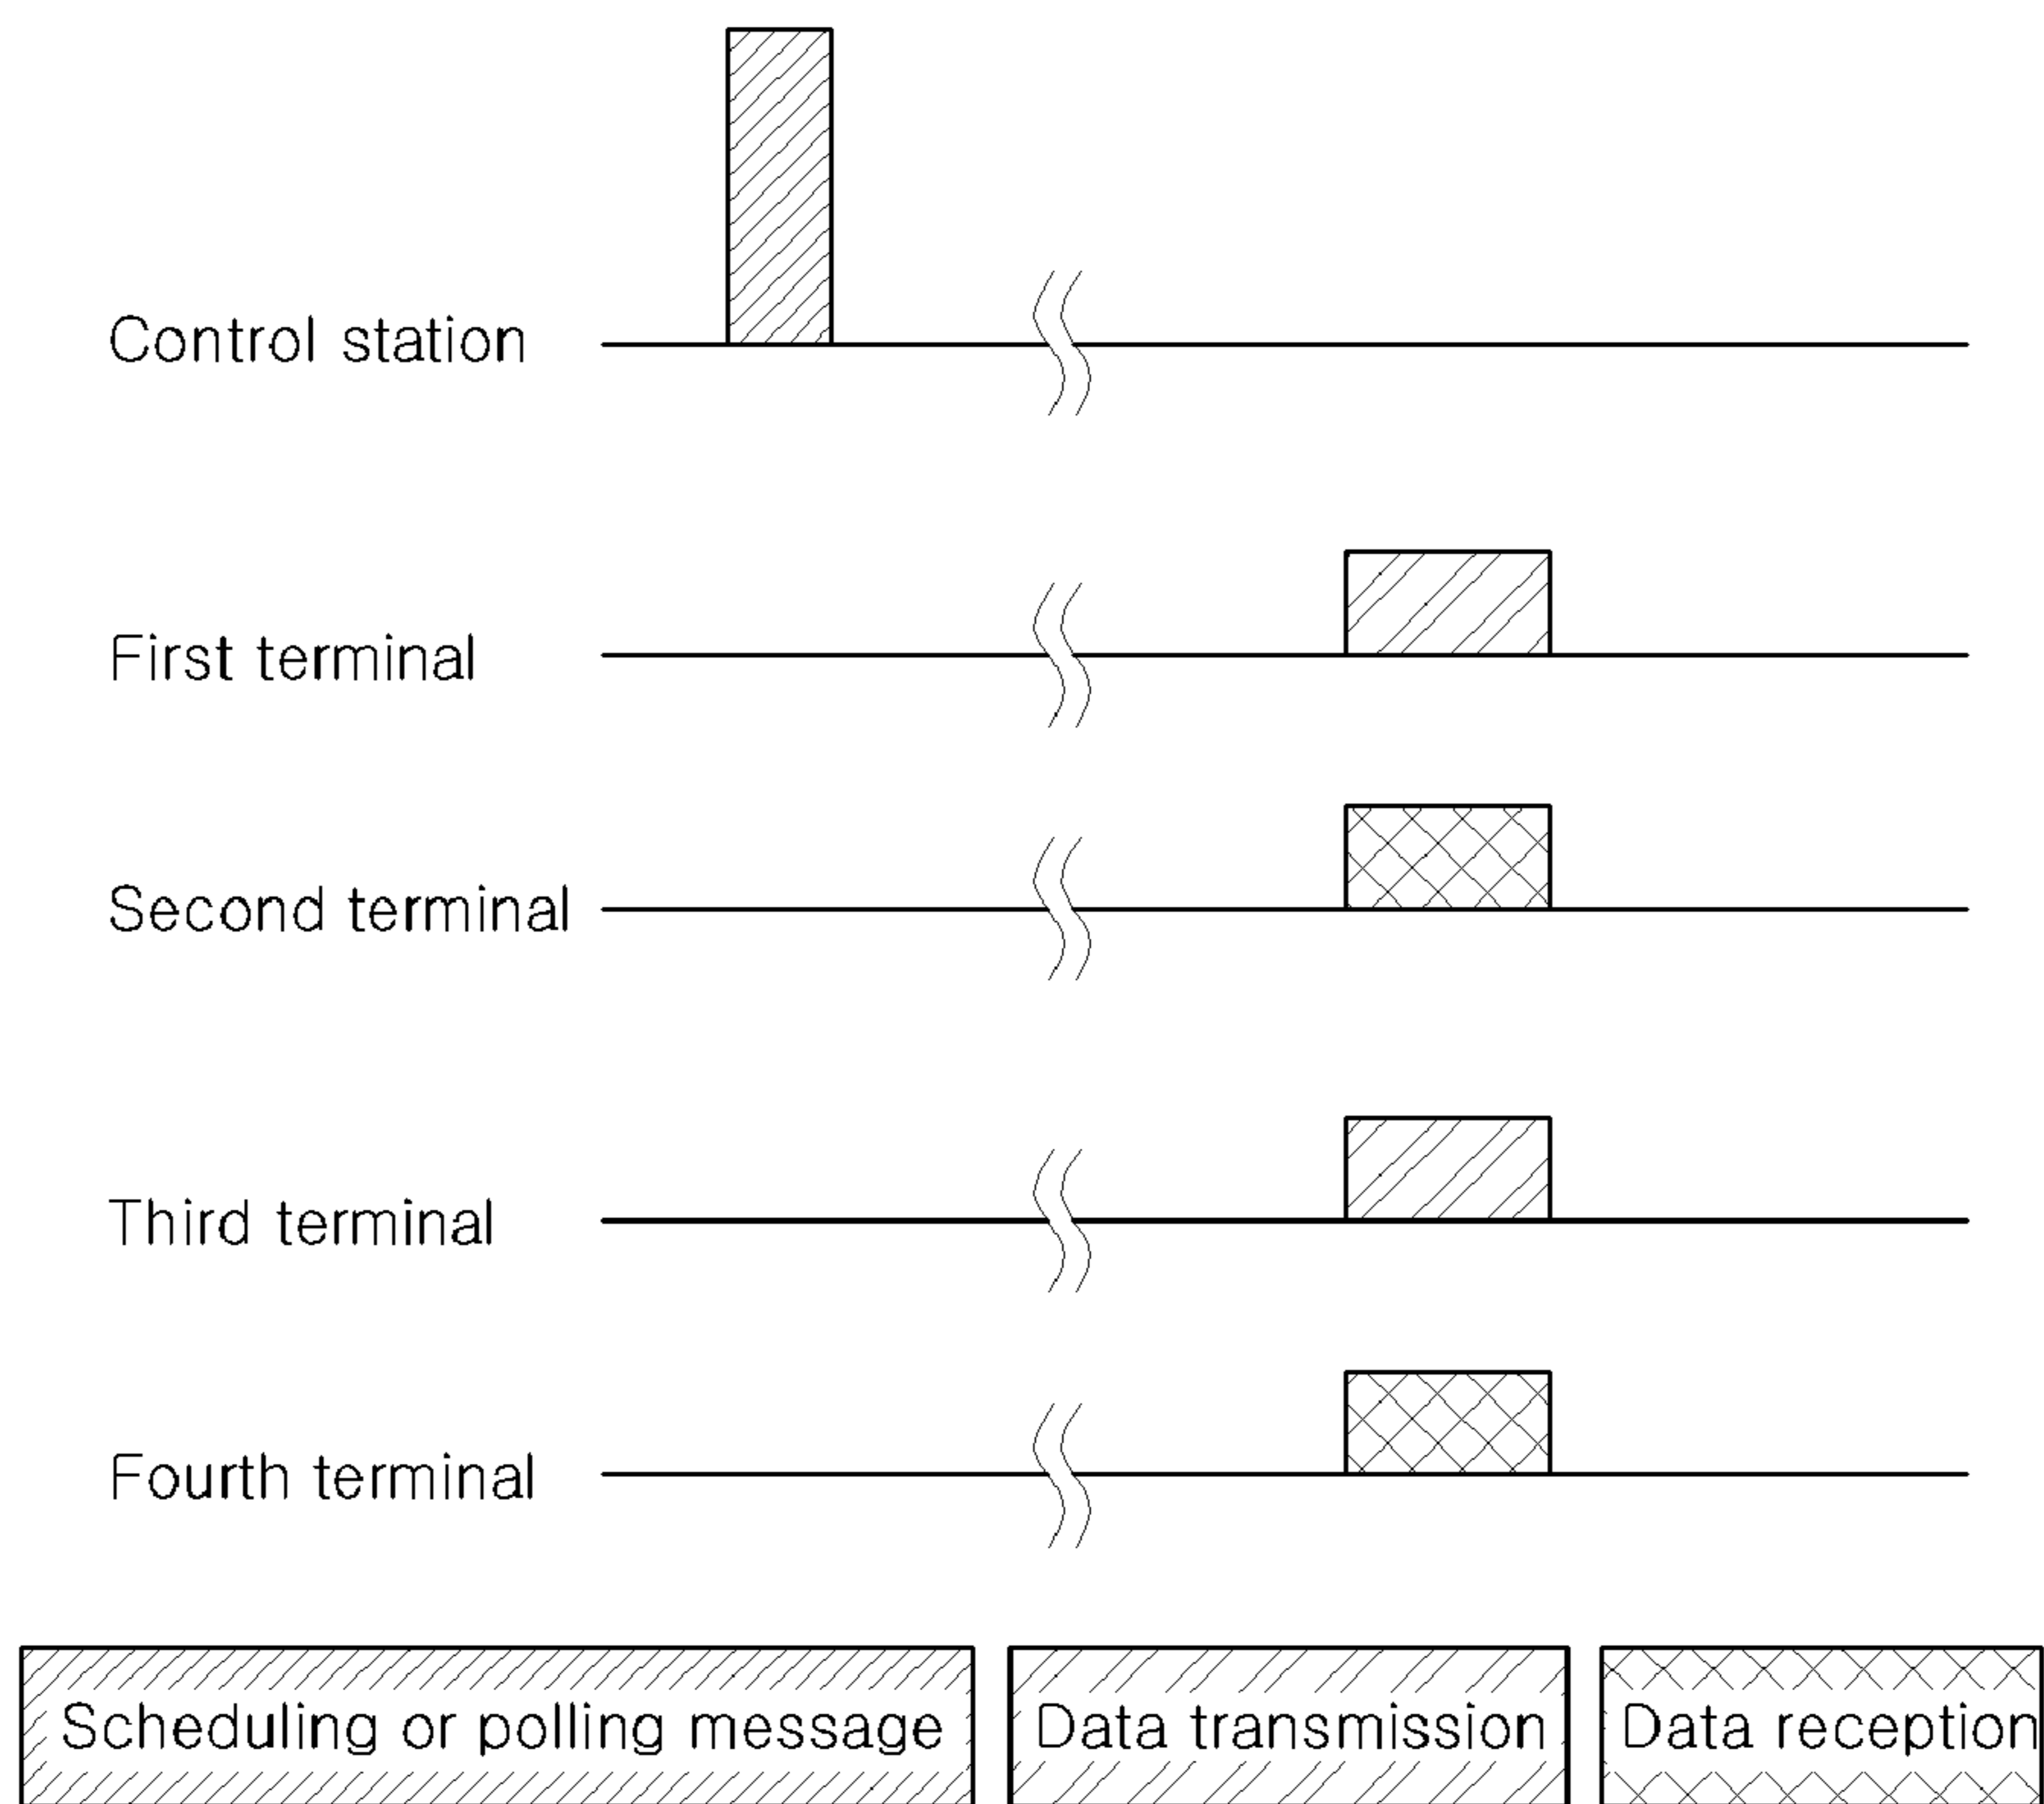 Control station
First terminal
Second terminal
Third terminal
Fourth terminal
Scheduling or polling message
Data transmission
Data reception